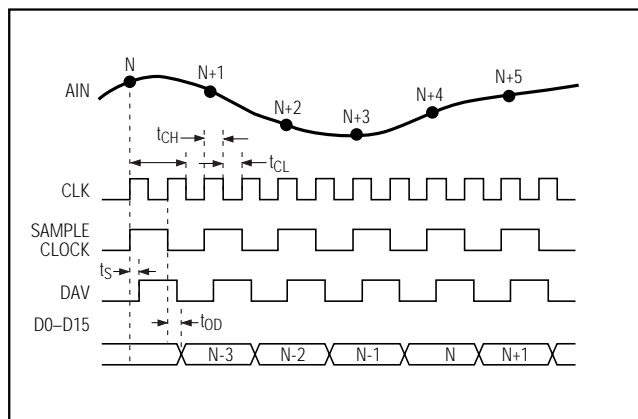 N
N+1
N+2
N+3
N+4
N+5
AIN
tCH
tCL
CLK
SAMPLE
CLOCK
tS
DAV
tOD
D0–D15
N-3
N-2
N-1
N
N+1